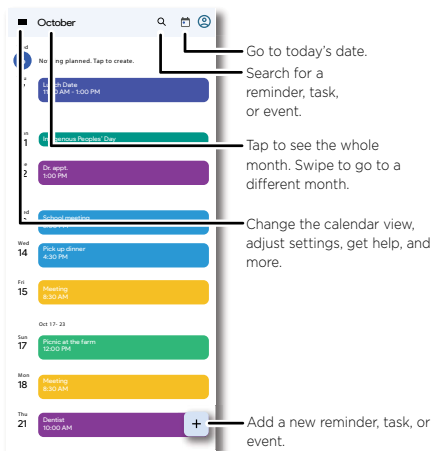 October
Go to today's date.
Search for a
reminder, task,
or event.
Nothing planned. Tap to create.
Lunch Date
11:00 AM - 1:00 PM
Indigenous Peoples' Day
Tap to see the whole
month. Swipe to go to a
different month.
Dr. appt.
1:00 PM
School meeting
Change the calendar view,
adjust settings, get help, and
more.
Wed
14
Pick up dinner
4:30 PM
Fri
15
Meeting
8:30 AM
Oct 17- 23
Sun
17
Picnic at the farm
12:00 PM
Mon
18
Meeting
8:30 AM
Thu
21
Dentist
10:00 AM
+
Add a new reminder, task, or
event.